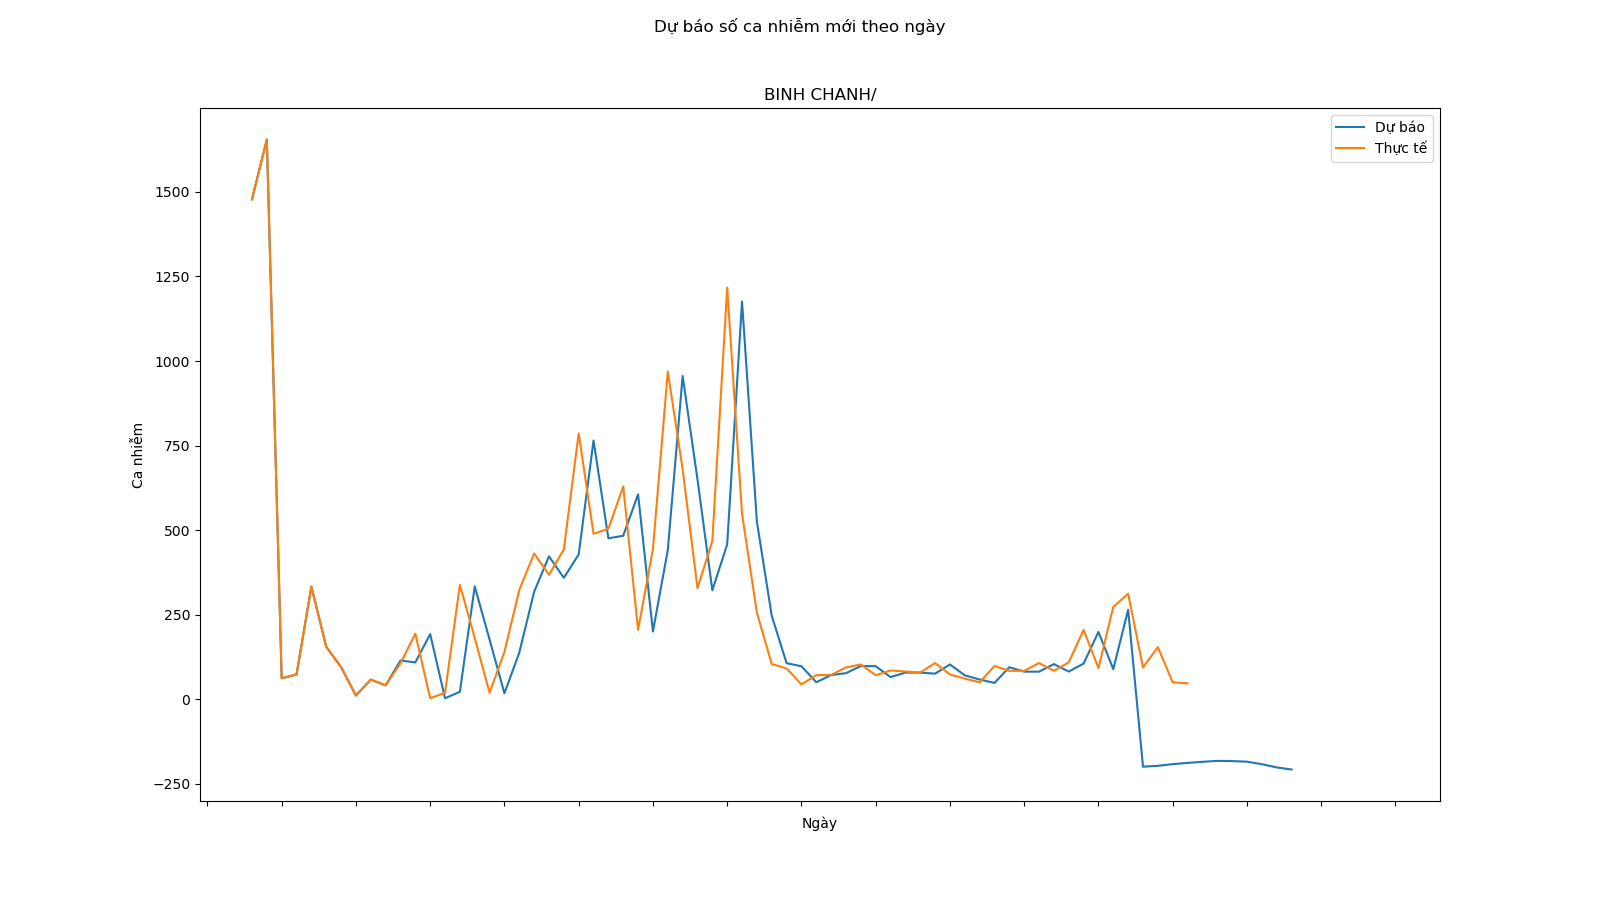 Dự báo số ca nhiễm mới theo ngày
BINH CHANH/
Dự báo
Thực tế
1500
1250
1000
750
500
250
0
−250
Ca nhiễm
Ngày